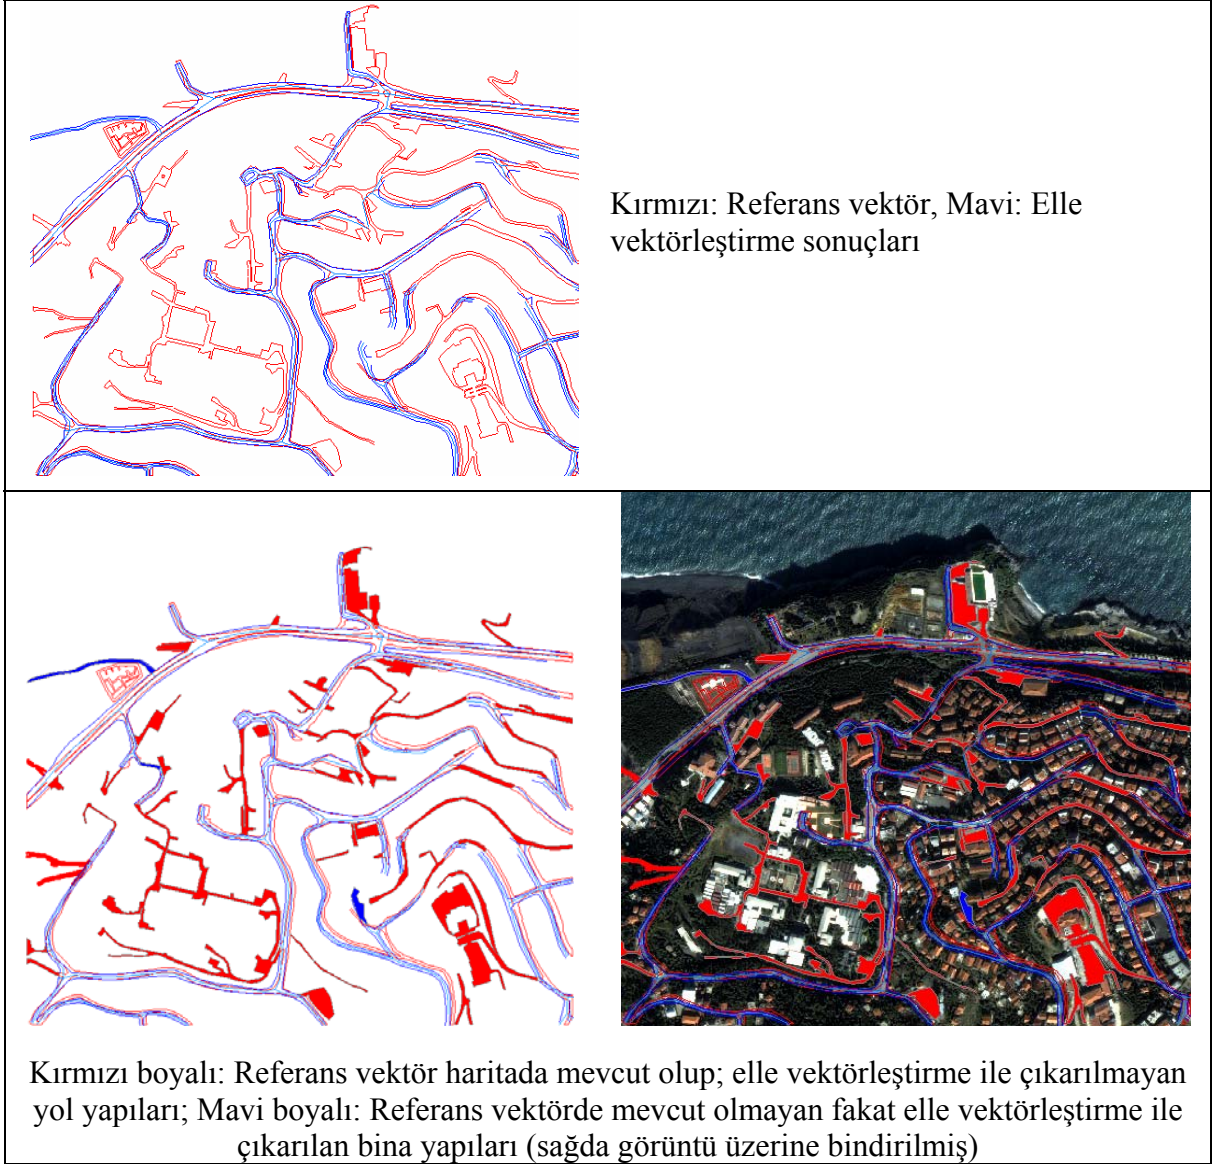 Kırmızı: Referans vektör, Mavi: Elle
vektörleştirme sonuçları
Kırmızı boyalı: Referans vektör haritada mevcut olup; elle vektörleştirme ile çıkarılmayan
yol yapıları; Mavi boyalı: Referans vektörde mevcut olmayan fakat elle vektörleştirme ile
çıkarılan bina yapıları (sağda görüntü üzerine bindirilmiş)